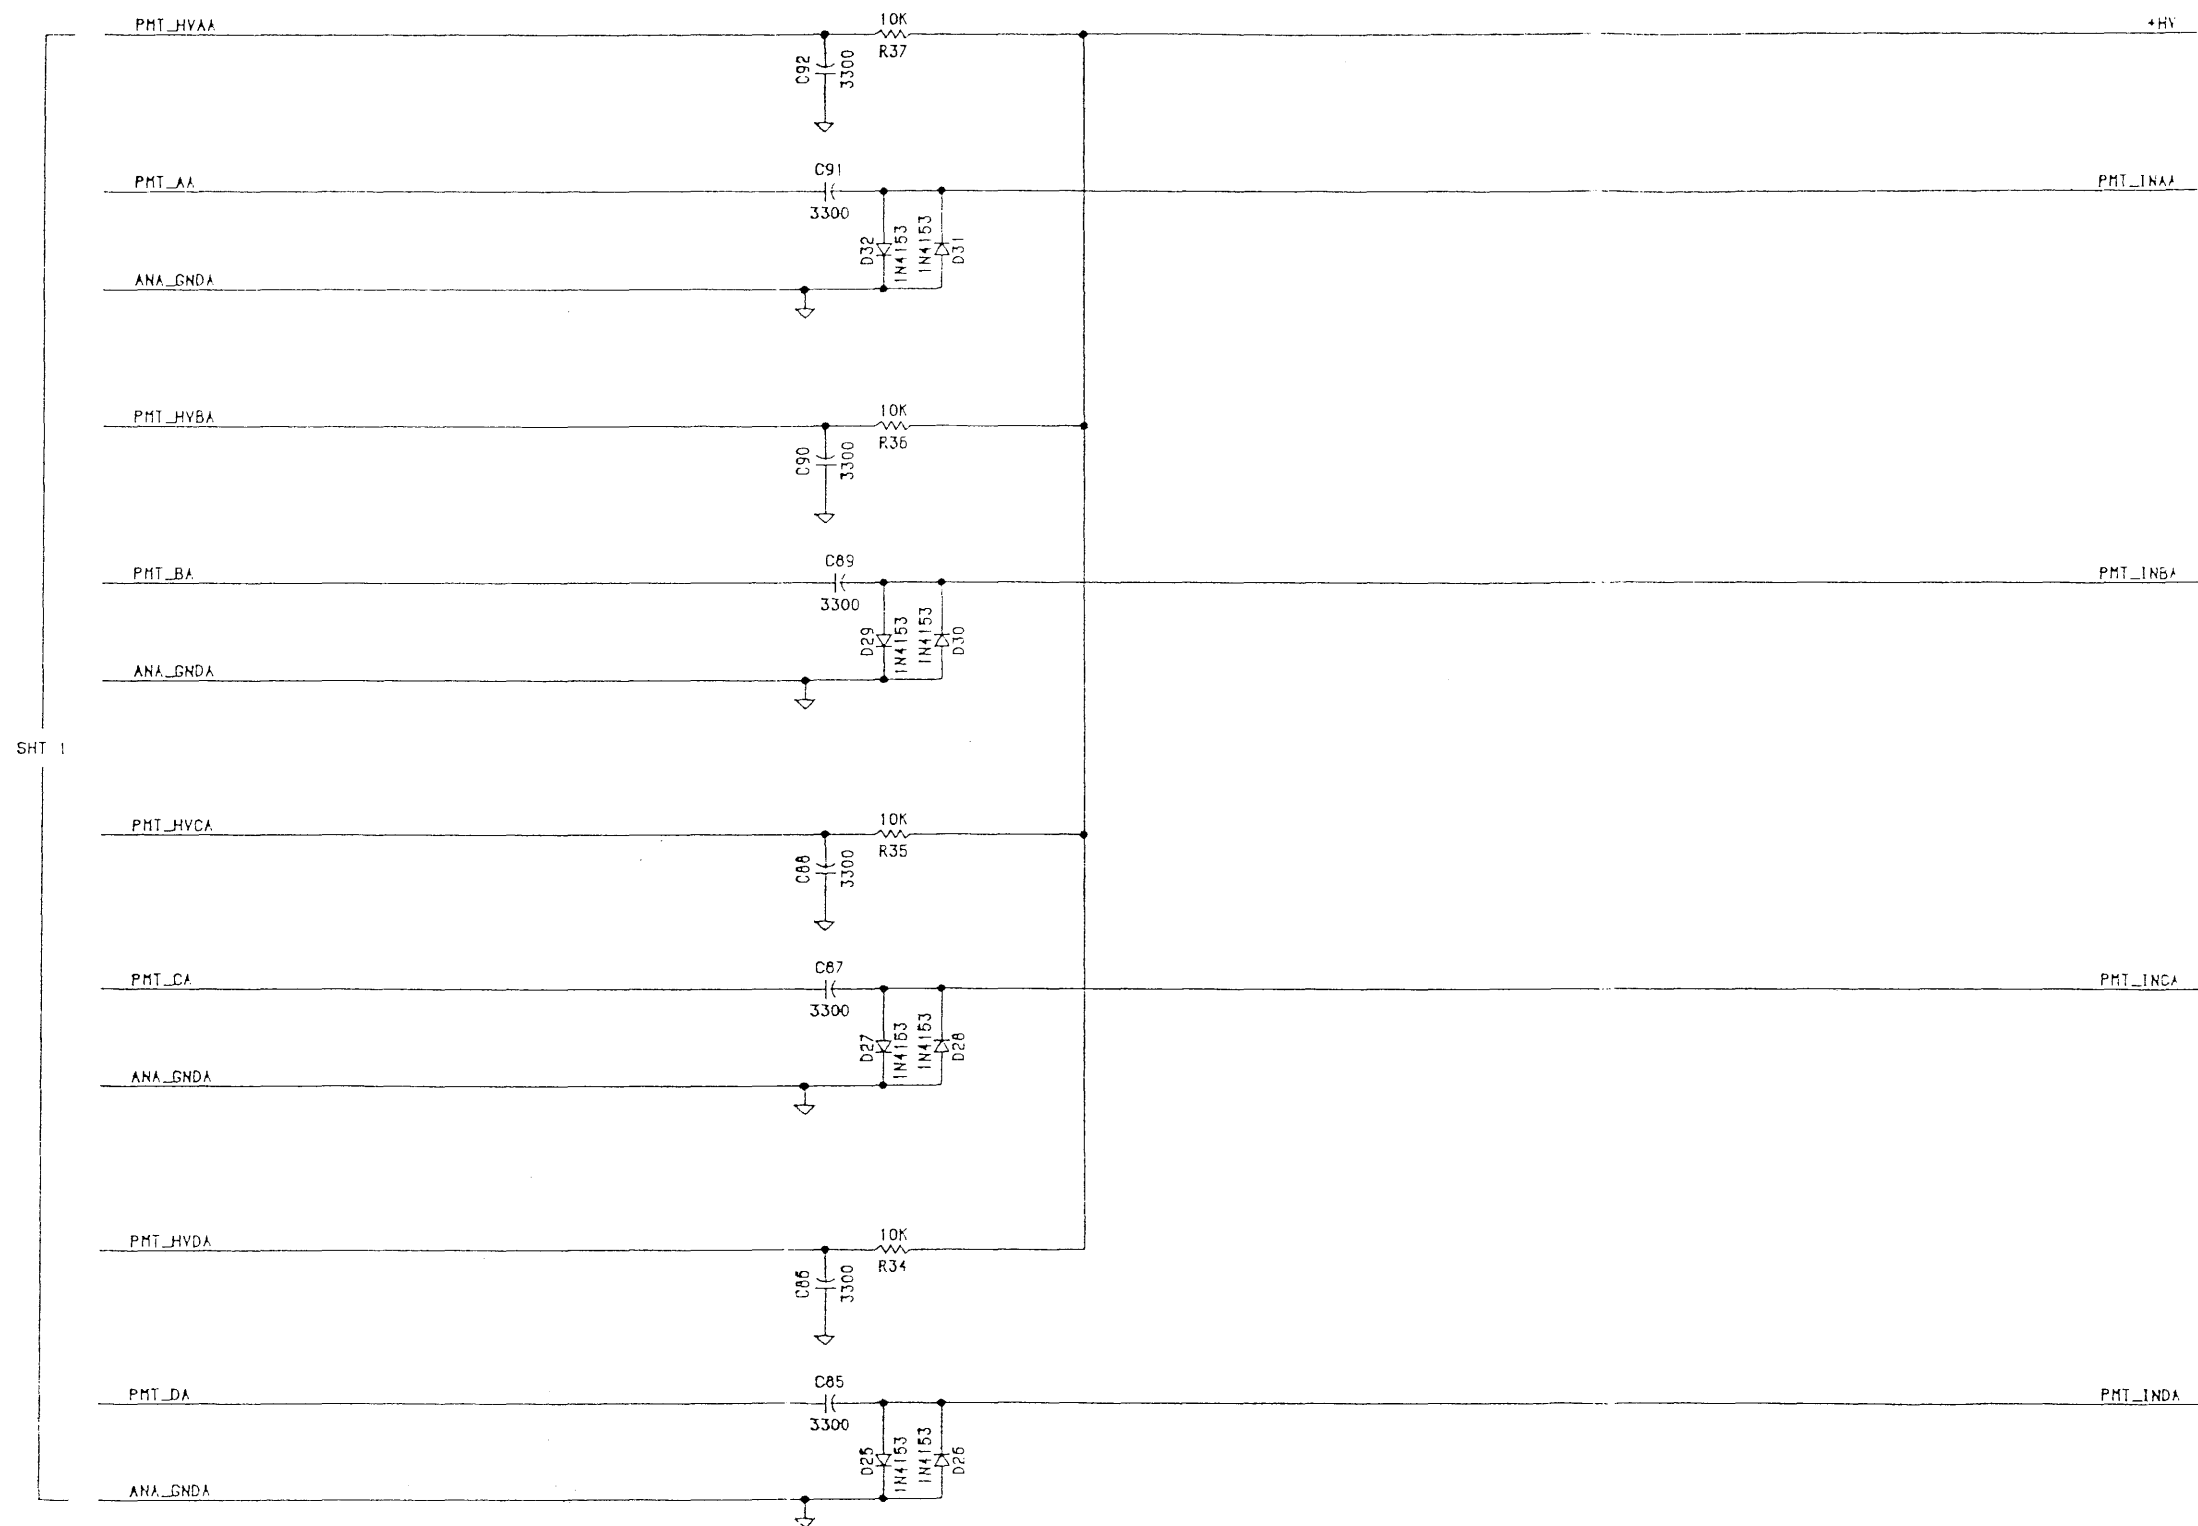 PMT_HVAA
10K
+HV
R37
C92
3300
C91
PMT_AA
PMT_INAA
3300
D32
1N4153
1N4153
D31
ANA_GNDA
10K
PMT_HVBA
R36
C90
3300
C89
PMT_BA
PMT_INBA
3300
D29
1N4153
1N4153
D30
ANA_GNDA
SHT 1
10K
PMT_HVCA
R35
C88
3300
C87
PMT_CA
PMT_INCA
3300
D27
1N4153
1N4153
D28
ANA_GNDA
10K
PMT_HVDA
R34
C86
3300
C85
PMT_DA
PMT_INDA
3300
D25
1N4153
1N4153
D26
ANA_GNDA